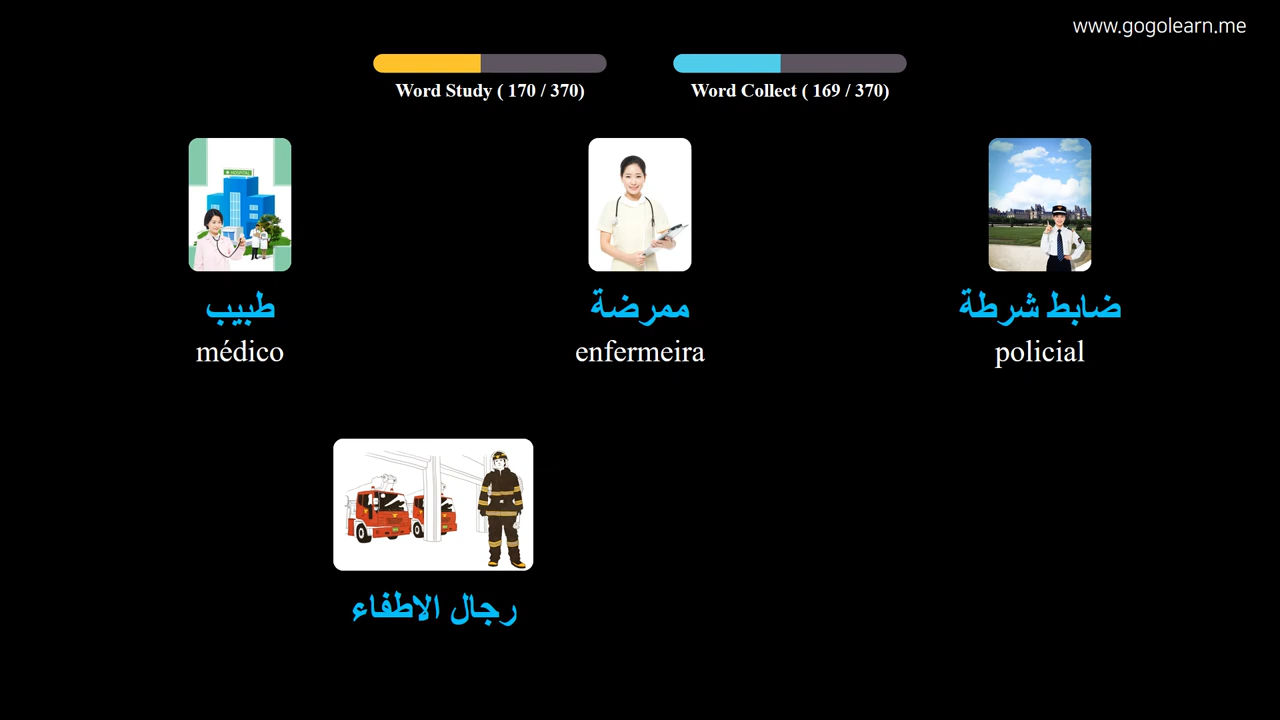 www.gogolearn.me
Word Study ( 170 / 370)
Word Collect ( 169 / 370)
HOSPITAL
طبيب
médico
ممرضة
enfermeira
ضابط شرطة
policial
رجال الاطفاء